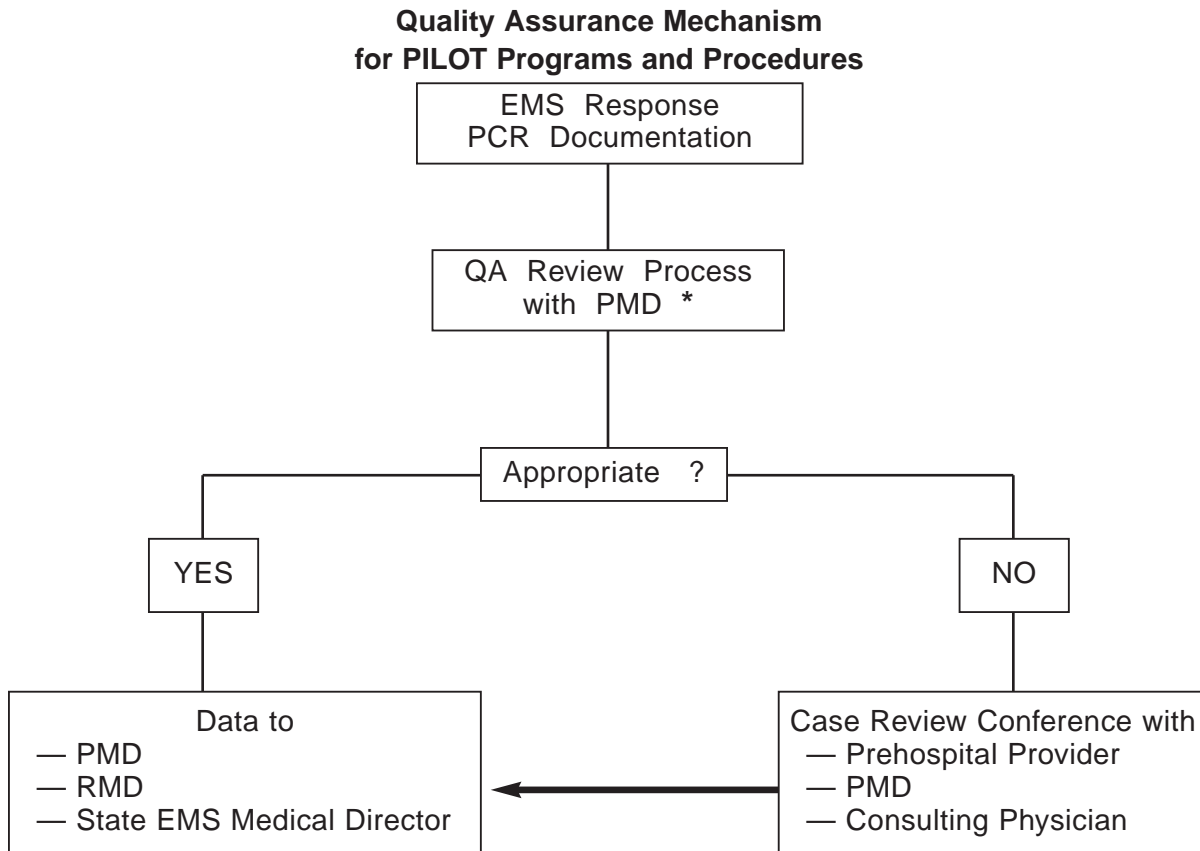 Quality Assurance Mechanism
for PILOT Programs and Procedures
EMS Response
PCR Documentation
QA Review Process
with PMD *
Appropriate ?
YES
NO
Data to
— PMD
— RMD
— State EMS Medical Director
Case Review Conference with
— Prehospital Provider
— PMD
— Consulting Physician